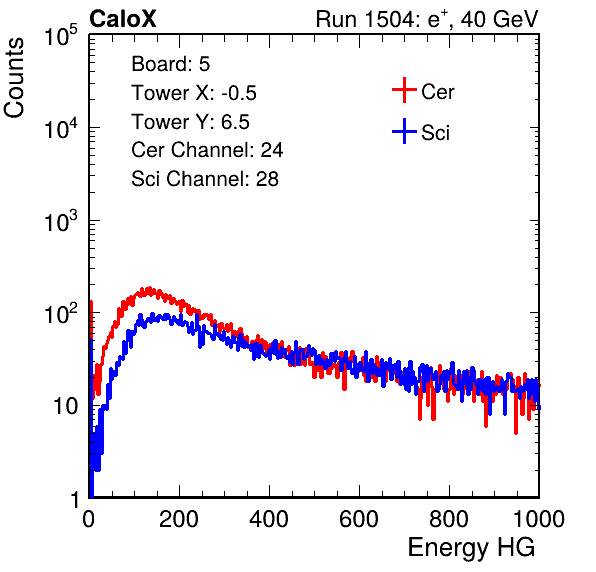 CaloX Run 1504: e⁺, 40 GeV
Counts
Board: 5
Tower X: -0.5
Tower Y: 6.5
Cer Channel: 24
Sci Channel: 28
Cer
Sci
10⁵
10⁴
10³
10²
10
1
0 200 400 600 800 1000
Energy HG